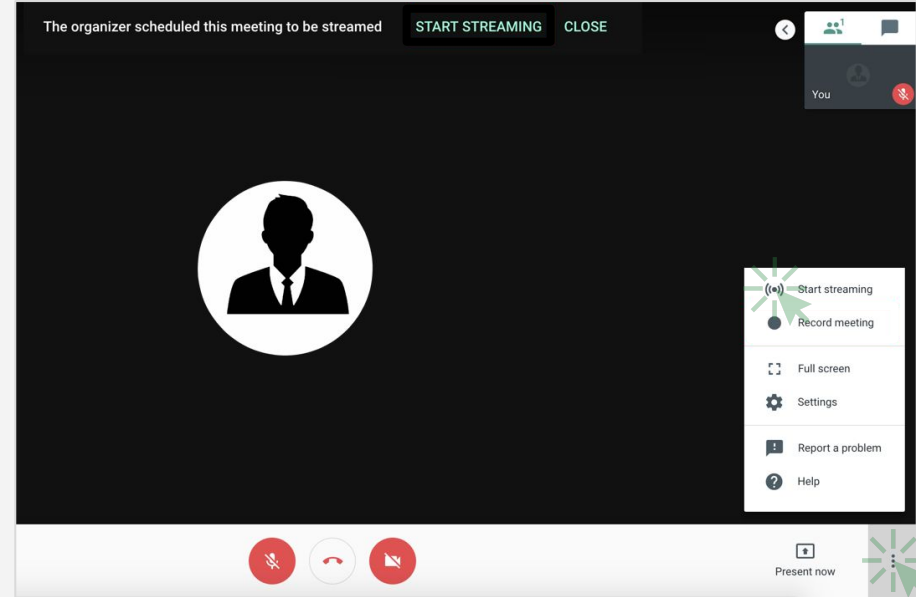 The organizer scheduled this meeting to be streamed START STREAMING CLOSE
1
You
Start streaming
Record meeting
Full screen
Settings
Report a problem
Help
Present now